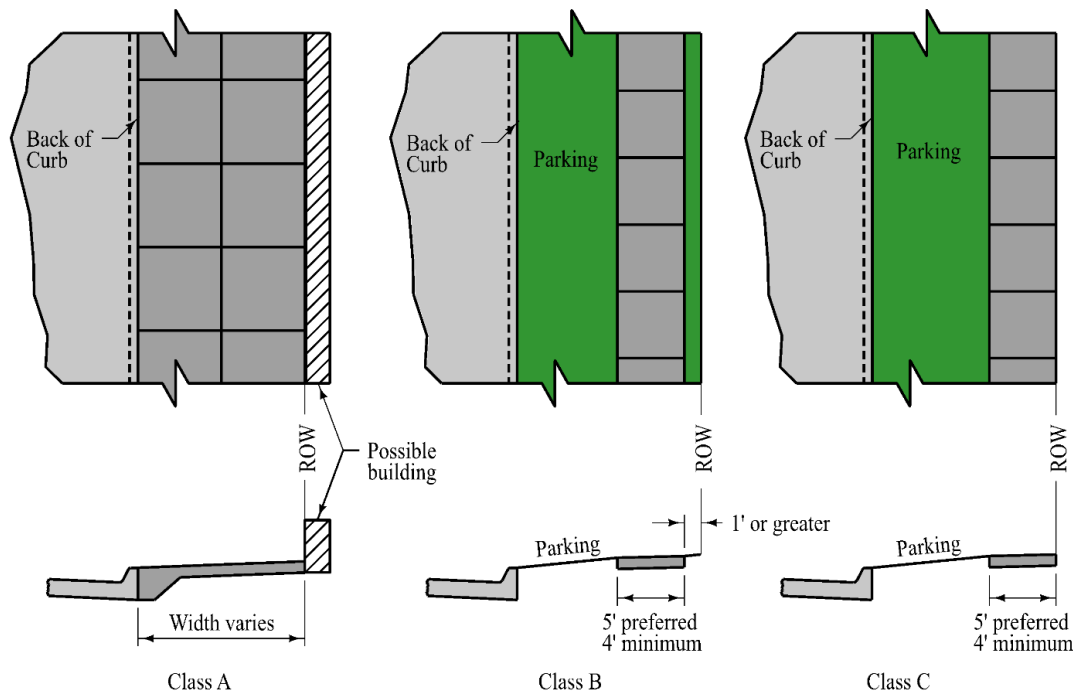 Back of
Curb
Back of
Curb
Parking
Back of
Curb
Parking
ROW
Possible
building
ROW
ROW
1' or greater
Parking
Parking
Width varies
5' preferred
4' minimum
5' preferred
4' minimum
Class A
Class B
Class C